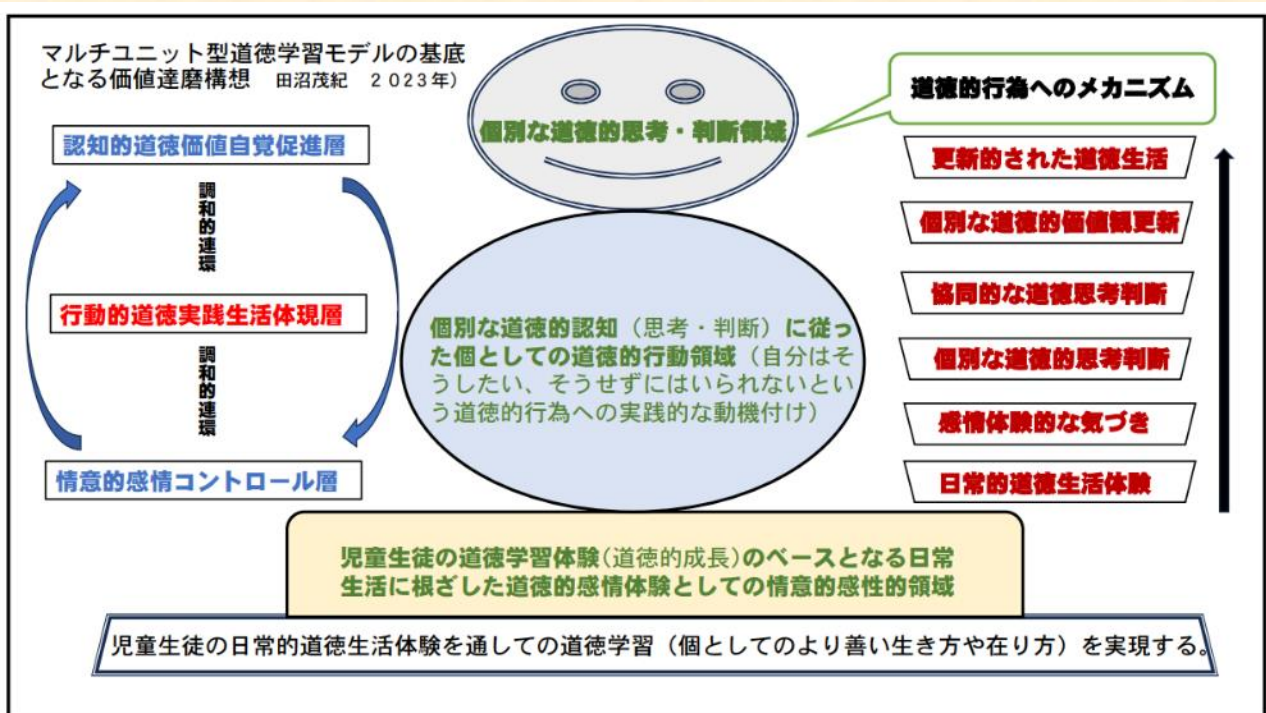 マルチユニット型道徳学習モデルの基底
となる価値達磨構想 田沼茂紀 2023年)
認知的道徳価値自覚促進層
調和的連環
行動的道徳実践生活体現層
調和的連環
情意的感情コントロール層
個別な道徳的思考・判断領域
個別な道徳的認知(思考・判断)に従っ
た個としての道徳的行動領域(自分はそ
うしたい、そうせずにはいられないとい
う道徳的行為への実践的な動機付け)
道徳的行為へのメカニズム
更新的された道徳生活
個別な道徳的価値観更新
協同的な道徳思考判断
個別な道徳的思考判断
感情体験的な気づき
日常的道徳生活体験
児童生徒の道徳学習体験(道徳的成長)のベースとなる日常
生活に根ざした道徳的感情体験としての情意的感性的領域
児童生徒の日常的道徳生活体験を通しての道徳学習(個としてのより善い生き方や在り方)を実現する。